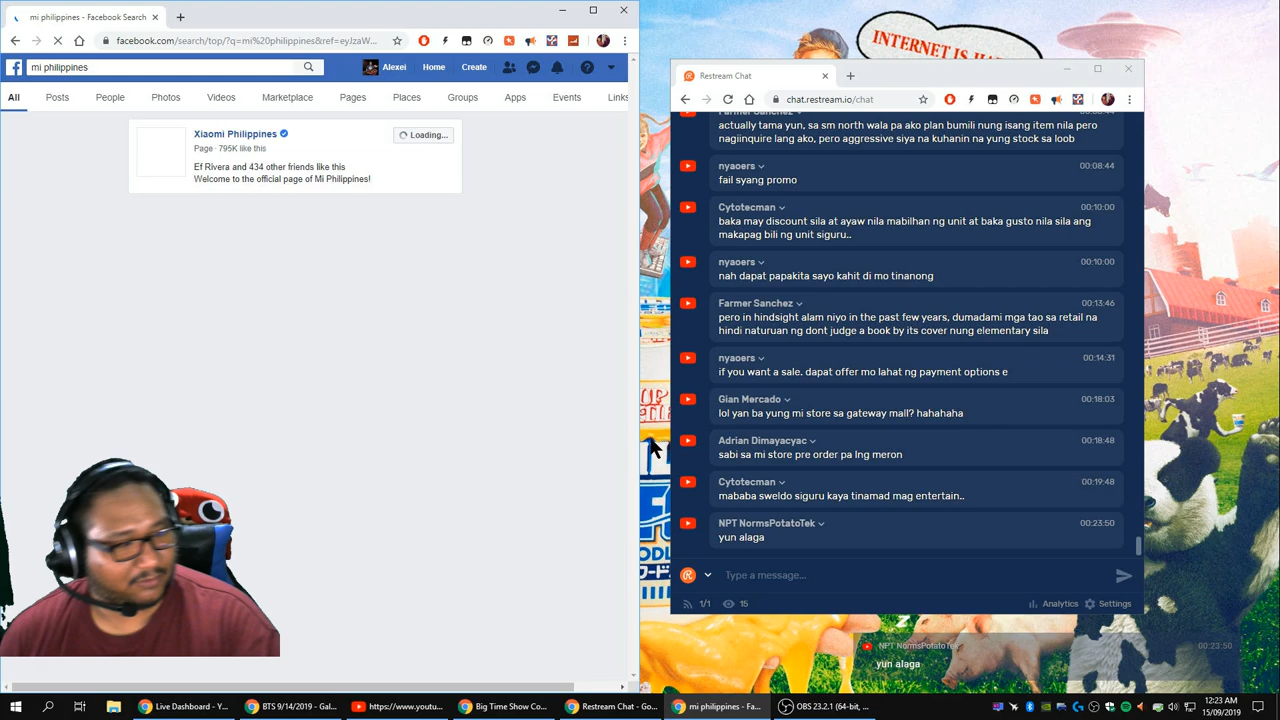 mi philippines - Facebook Search
facebook.com/search/top/?q=mi%20philippines&ref=eyJzaW...
mi philippines
Alexei
Home
Create
All
Posts
People
Photos
Videos
Marketplace
Pages
Places
Groups
Apps
Events
Links
Xiaomi Philippines
Loading...
Page · 795K like this
Ef Rivera and 434 other friends like this
Welcome to the official page of Mi Philippines!
INTERNET IS
Restream Chat
chat.restream.io/chat
Farmer Sanchez
actually tama yun, sa sm north wala pa ako plan bumili nung isang item nila pero
nagiinquire lang ako, pero aggressive siya na kuhanin na yung stock sa loob
nyaoers
00:08:44
fail syang promo
Cytotecman
00:10:00
baka may discount sila at ayaw nila mabilhan ng unit at baka gusto nila sila ang
makapag bili ng unit siguru..
nyaoers
00:10:00
nah dapat papakita sayo kahit di mo tinanong
Farmer Sanchez
00:13:46
pero in hindsight alam niyo in the past few years, dumadami mga tao sa retail na
hindi naturuan ng dont judge a book by its cover nung elementary sila
nyaoers
00:14:31
if you want a sale. dapat offer mo lahat ng payment options e
Gian Mercado
00:18:03
lol yan ba yung mi store sa gateway mall? hahahaha
Adrian Dimayacyac
00:18:48
sabi sa mi store pre order pa lng meron
Cytotecman
00:19:48
mababa sweldo siguru kaya tinamad mag entertain..
NPT NormsPotatoTek
00:23:50
yun alaga
Type a message...
1/1
15
Analytics
Settings
NPT NormsPotatoTek
00:23:50
yun alaga
Live Dashboard - Y...
BTS 9/14/2019 - Gal...
https://www.youtu...
Big Time Show Co...
Restream Chat - Go...
mi philippines - Fa...
OBS 23.2.1 (64-bit, ...
12:23 AM
15/09/2019